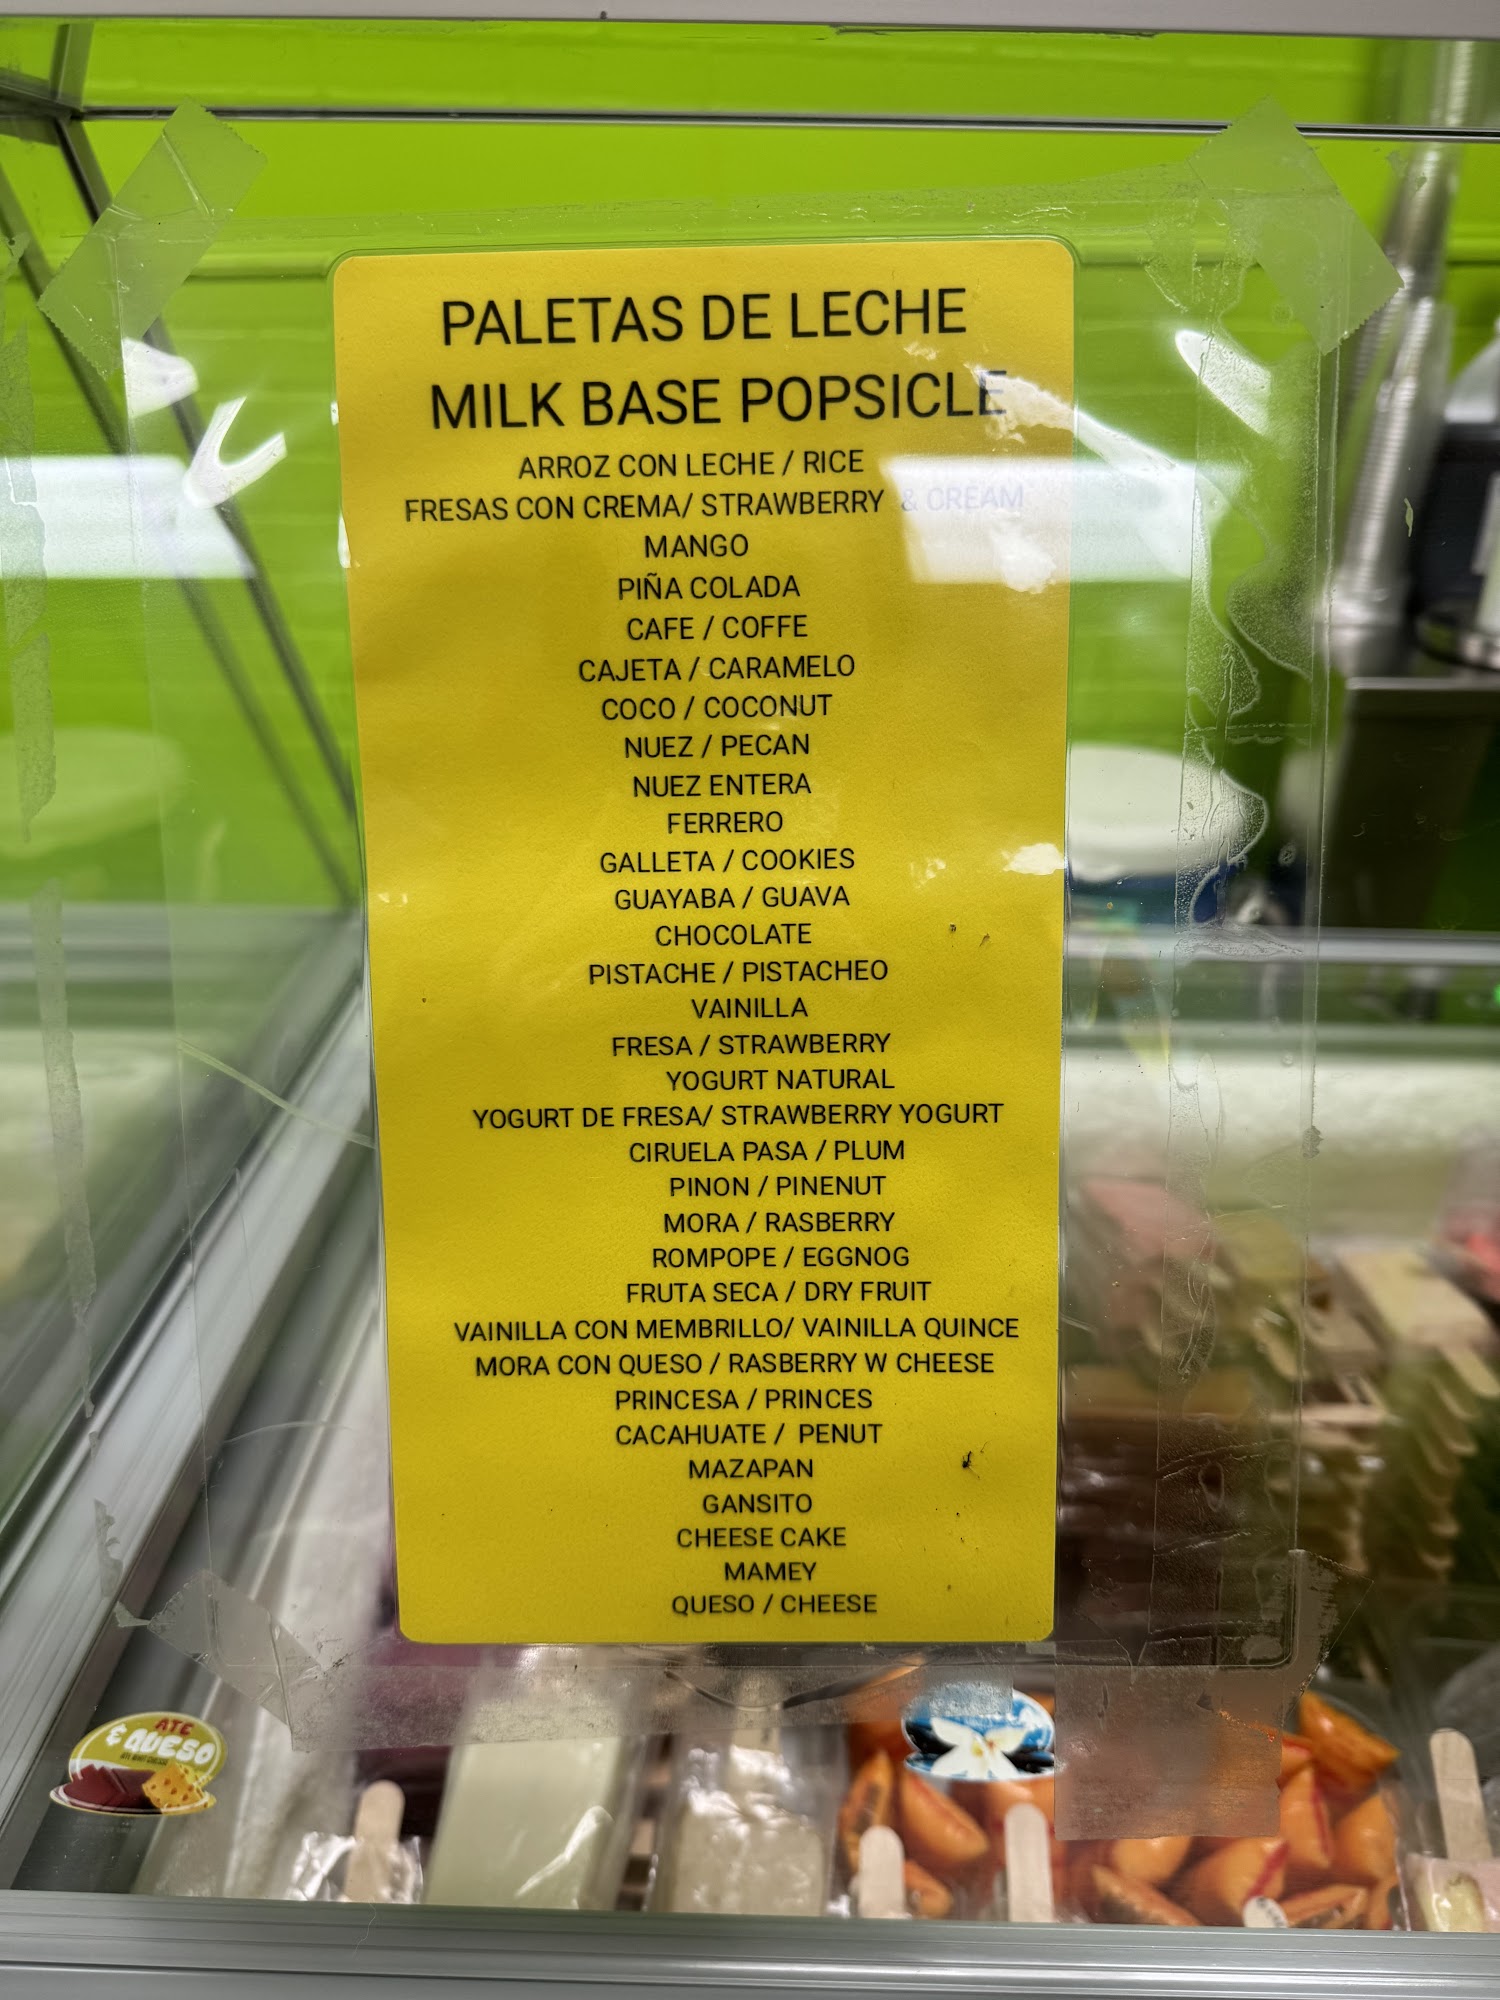 PALETAS DE LECHE
MILK BASE POPSICLE
ARROZ CON LECHE / RICE
FRESAS CON CREMA/ STRAWBERRY & CREAM
MANGO
PIÑA COLADA
CAFE / COFFE
CAJETA / CARAMELO
COCO / COCONUT
NUEZ / PECAN
NUEZ ENTERA
FERRERO
GALLETA / COOKIES
GUAYABA / GUAVA
CHOCOLATE
PISTACHE / PISTACHEO
VAINILLA
FRESA / STRAWBERRY
YOGURT NATURAL
YOGURT DE FRESA/ STRAWBERRY YOGURT
CIRUELA PASA / PLUM
PINON / PINENUT
MORA / RASBERRY
ROMPOPE / EGGNOG
FRUTA SECA / DRY FRUIT
VAINILLA CON MEMBRILLO/ VAINILLA QUINCE
MORA CON QUESO / RASBERRY W CHEESE
PRINCESA / PRINCES
CACAHUATE / PENUT
MAZAPAN
GANSITO
CHEESE CAKE
MAMEY
QUESO / CHEESE
ATE
& QUESO